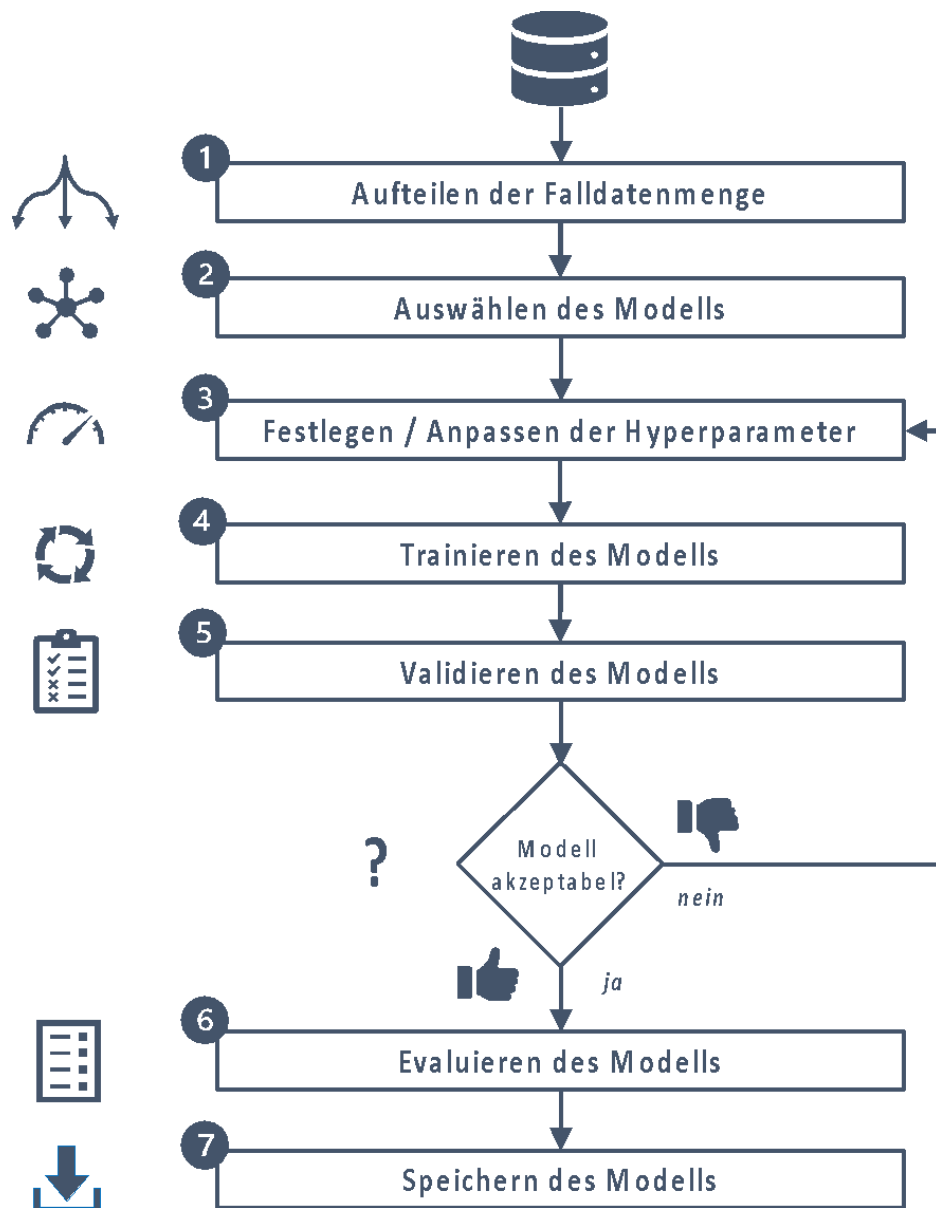 1
Aufteilen der Falldatenmenge
2
Auswählen des Modells
3
Festlegen / Anpassen der Hyperparameter
4
Trainieren des Modells
5
Validieren des Modells
?
Modell
akzeptabel?
nein
ja
6
Evaluieren des Modells
7
Speichern des Modells